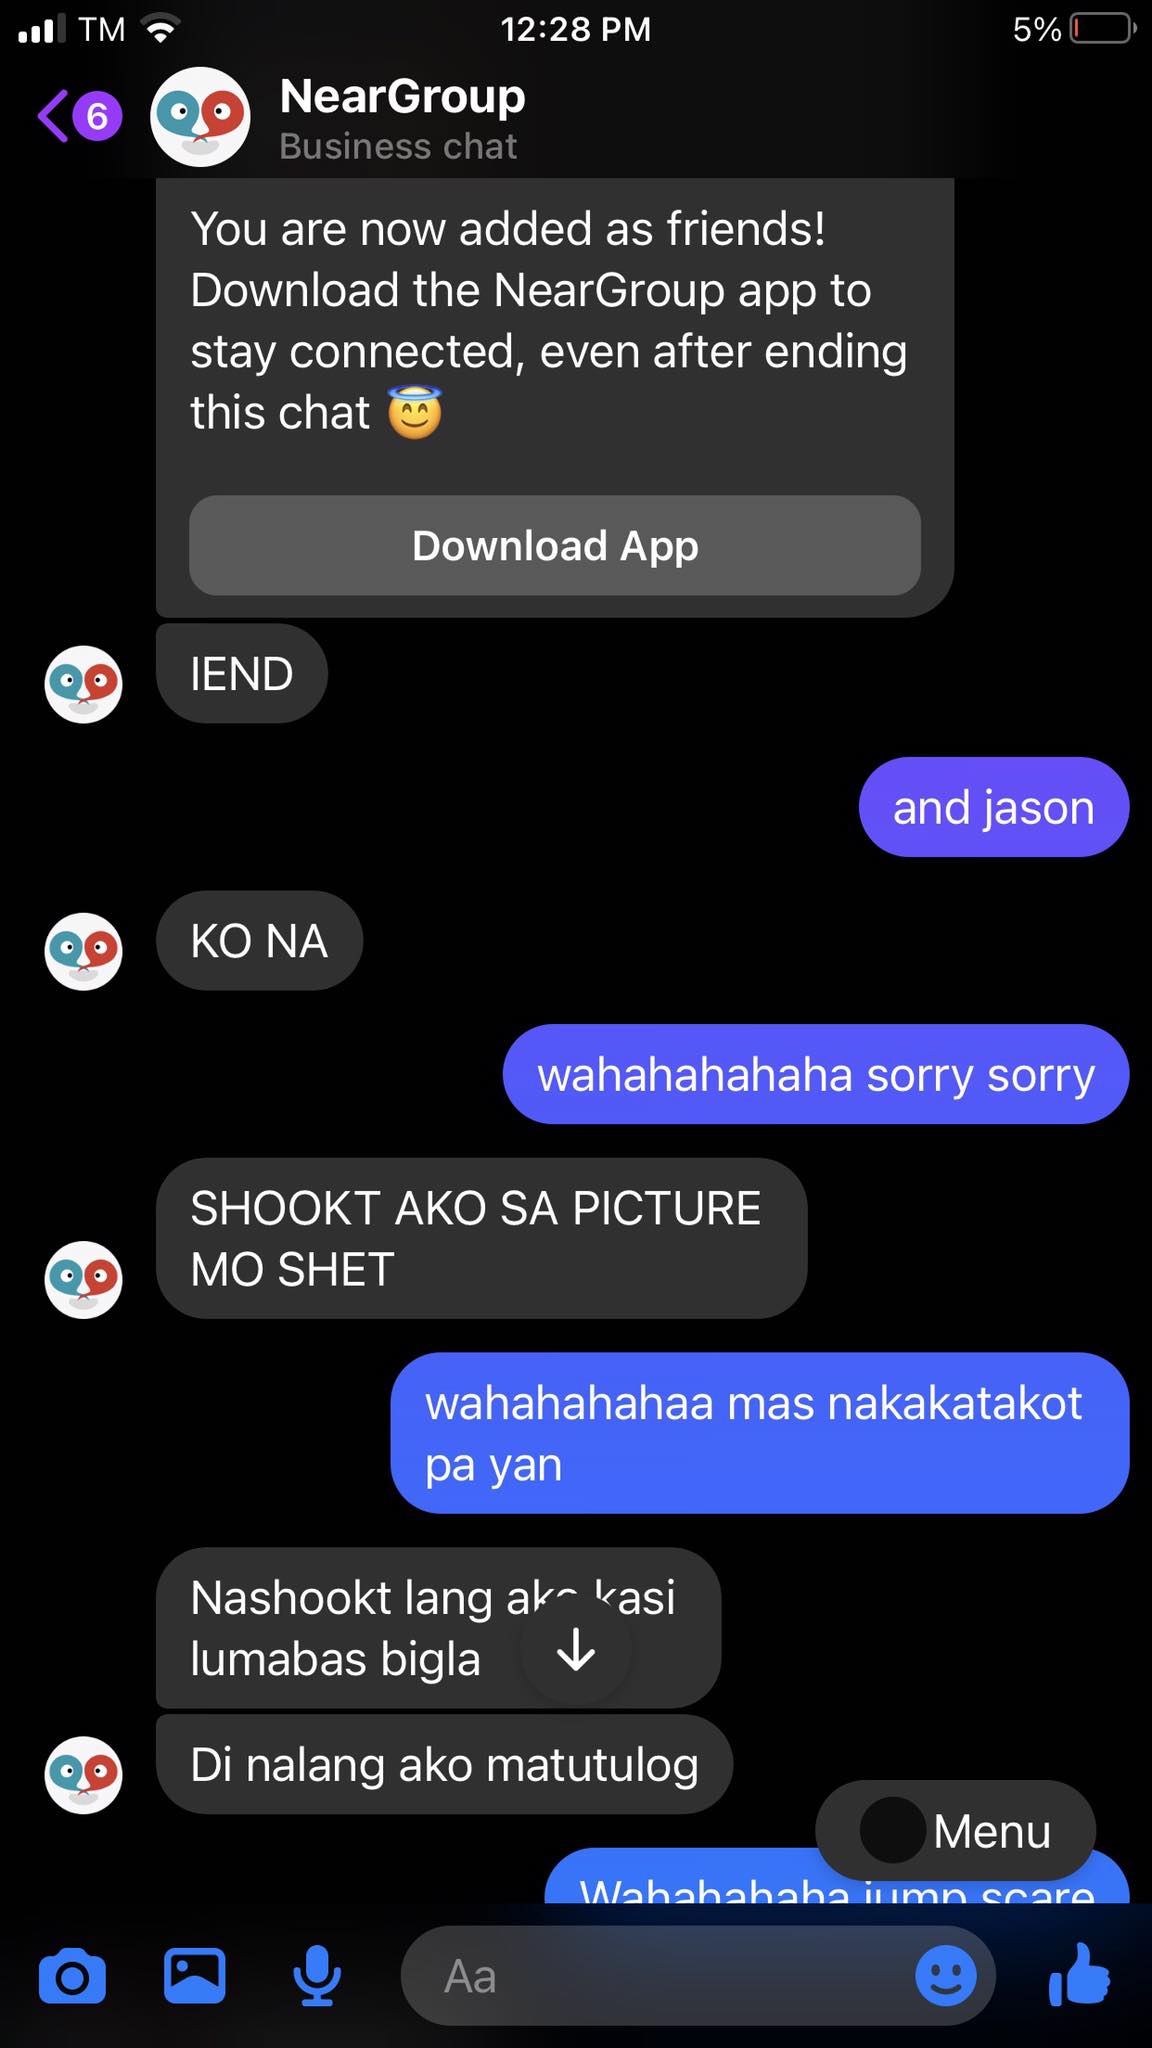 TM
12:28 PM
5%
6
NearGroup
Business chat
You are now added as friends!
Download the NearGroup app to
stay connected, even after ending
this chat 😇
Download App
IEND
and jason
KO NA
wahahahahaha sorry sorry
SHOOKT AKO SA PICTURE
MO SHET
wahahahahaa mas nakakatakot
pa yan
Nashookt lang ako kasi
lumabas bigla
Di nalang ako matutulog
Menu
Wahahahaha jump scare
Aa